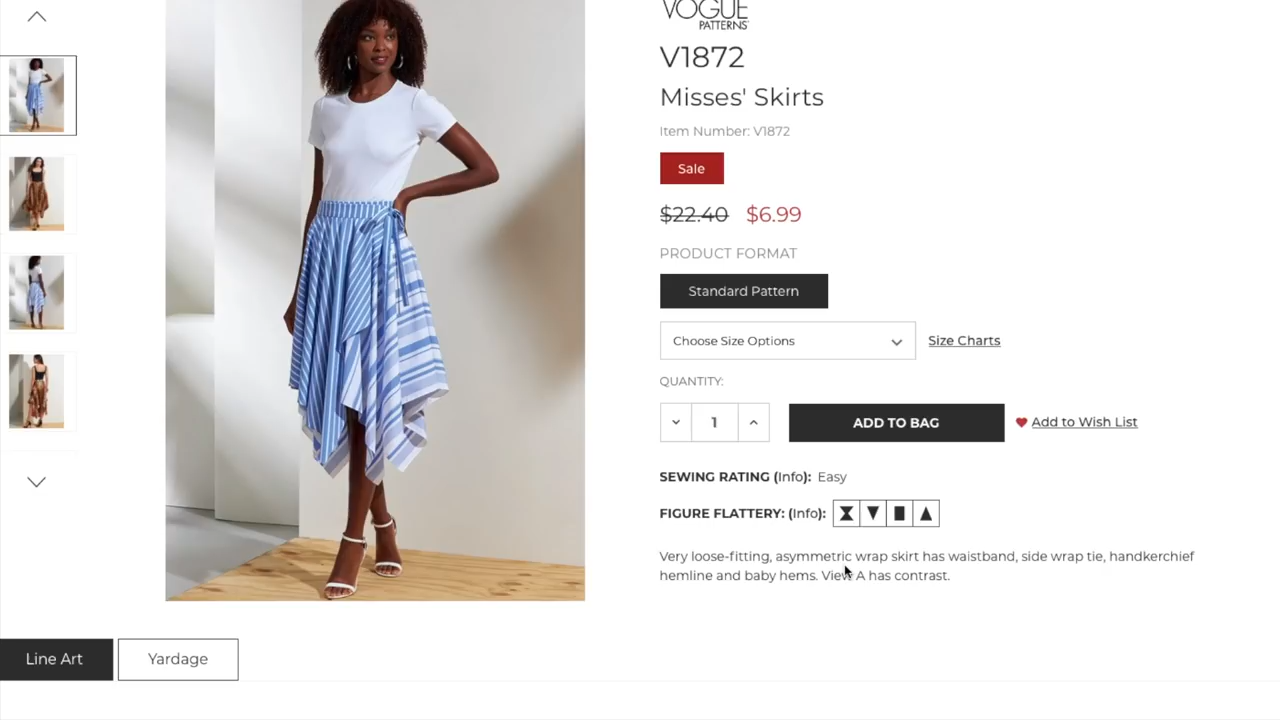 VOGUE
PATTERNS
V1872
Misses' Skirts
Item Number: V1872
Sale
$22.40 $6.99
PRODUCT FORMAT
Standard Pattern
Choose Size Options Size Charts
QUANTITY:
1 ADD TO BAG Add to Wish List
SEWING RATING (Info): Easy
FIGURE FLATTERY: (Info):
Very loose-fitting, asymmetric wrap skirt has waistband, side wrap tie, handkerchief
hemline and baby hems. View A has contrast.
Line Art Yardage